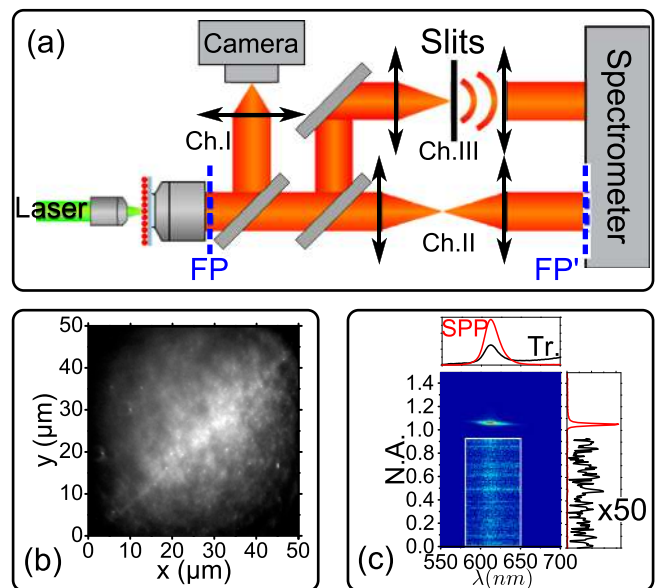 (a)
Camera
Slits
Ch.I
Ch.III
Spectrometer
Laser
Ch.II
FP
FP'
50
40
30
20
10
0
y (μm)
0 10 20 30 40 50
x (μm)
(b)
SPP
Tr.
1.4
1.2
1.0
0.8
0.6
0.4
0.2
0.0
N.A.
x50
550 600 650 700
λ(nm)
(c)